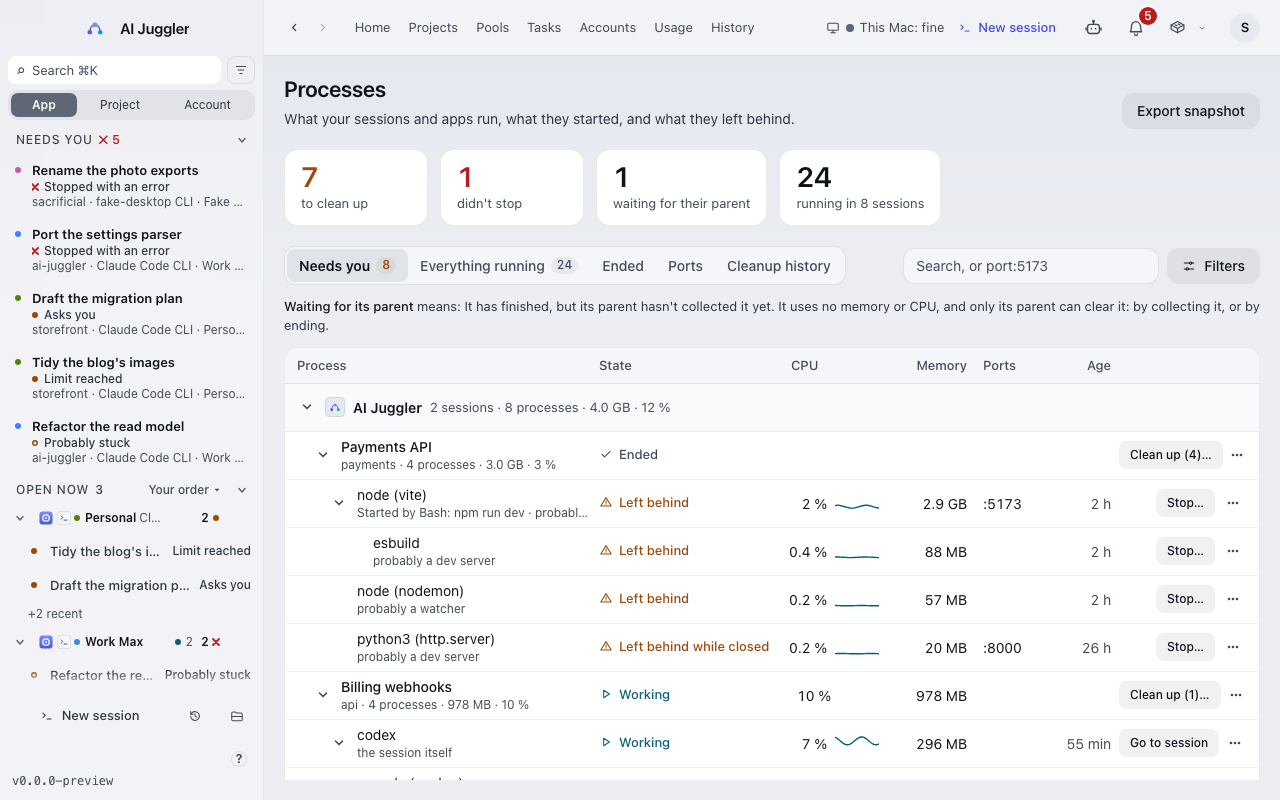 AI Juggler
Search ⌘K
App Project Account
NEEDS YOU 5
Rename the photo exports
Stopped with an error
sacrificial · fake-desktop CLI · Fake ...
Port the settings parser
Stopped with an error
ai-juggler · Claude Code CLI · Work ...
Draft the migration plan
Asks you
storefront · Claude Code CLI · Perso...
Tidy the blog's images
Limit reached
storefront · Claude Code CLI · Perso...
Refactor the read model
Probably stuck
ai-juggler · Claude Code CLI · Work ...
OPEN NOW 3 Your order
Personal Cl... 2
Tidy the blog's i... Limit reached
Draft the migration p... Asks you
+2 recent
Work Max 2 2
Refactor the re... Probably stuck
New session
?
v0.0.0-preview
Home Projects Pools Tasks Accounts Usage History
This Mac: fine
New session
5
S
Processes
What your sessions and apps run, what they started, and what they left behind.
Export snapshot
7
to clean up
1
didn't stop
1
waiting for their parent
24
running in 8 sessions
Needs you 8 Everything running 24 Ended Ports Cleanup history
Search, or port:5173
Filters
Waiting for its parent means: It has finished, but its parent hasn't collected it yet. It uses no memory or CPU, and only its parent can clear it: by collecting it, or by
ending.
Process State CPU Memory Ports Age
AI Juggler 2 sessions · 8 processes · 4.0 GB · 12 %
Payments API
payments · 4 processes · 3.0 GB · 3 %
Ended
Clean up (4)... ...
node (vite)
Started by Bash: npm run dev · probabl...
Left behind 2 % 2.9 GB :5173 2 h Stop... ...
esbuild
probably a dev server
Left behind 0.4 % 88 MB 2 h Stop... ...
node (nodemon)
probably a watcher
Left behind 0.2 % 57 MB 2 h Stop... ...
python3 (http.server)
probably a dev server
Left behind while closed 0.2 % 20 MB :8000 26 h Stop... ...
Billing webhooks
api · 4 processes · 978 MB · 10 %
Working 10 % 978 MB Clean up (1)... ...
codex
the session itself
Working 7 % 296 MB 55 min Go to session ...